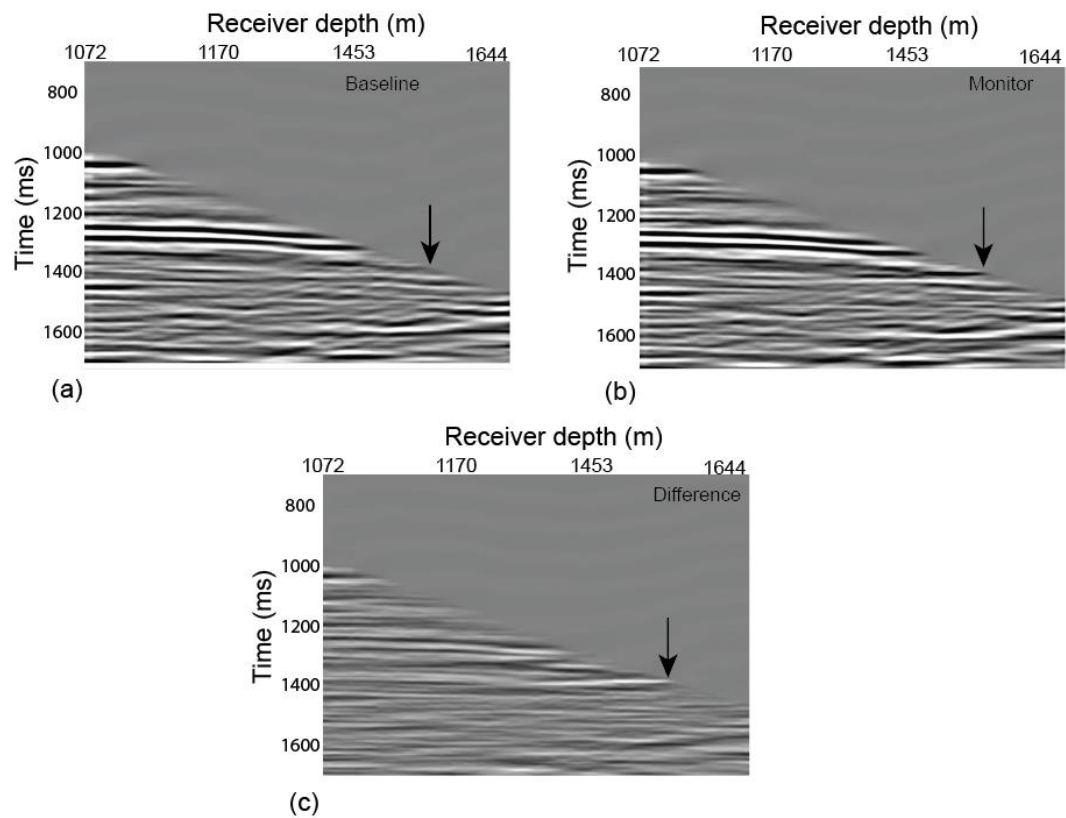 Receiver depth (m)
1072 1170 1453 1644
Baseline
Time (ms)
800
1000
1200
1400
1600
(a)
Receiver depth (m)
1072 1170 1453 1644
Monitor
Time (ms)
800
1000
1200
1400
1600
(b)
Receiver depth (m)
1072 1170 1453 1644
Difference
Time (ms)
800
1000
1200
1400
1600
(c)